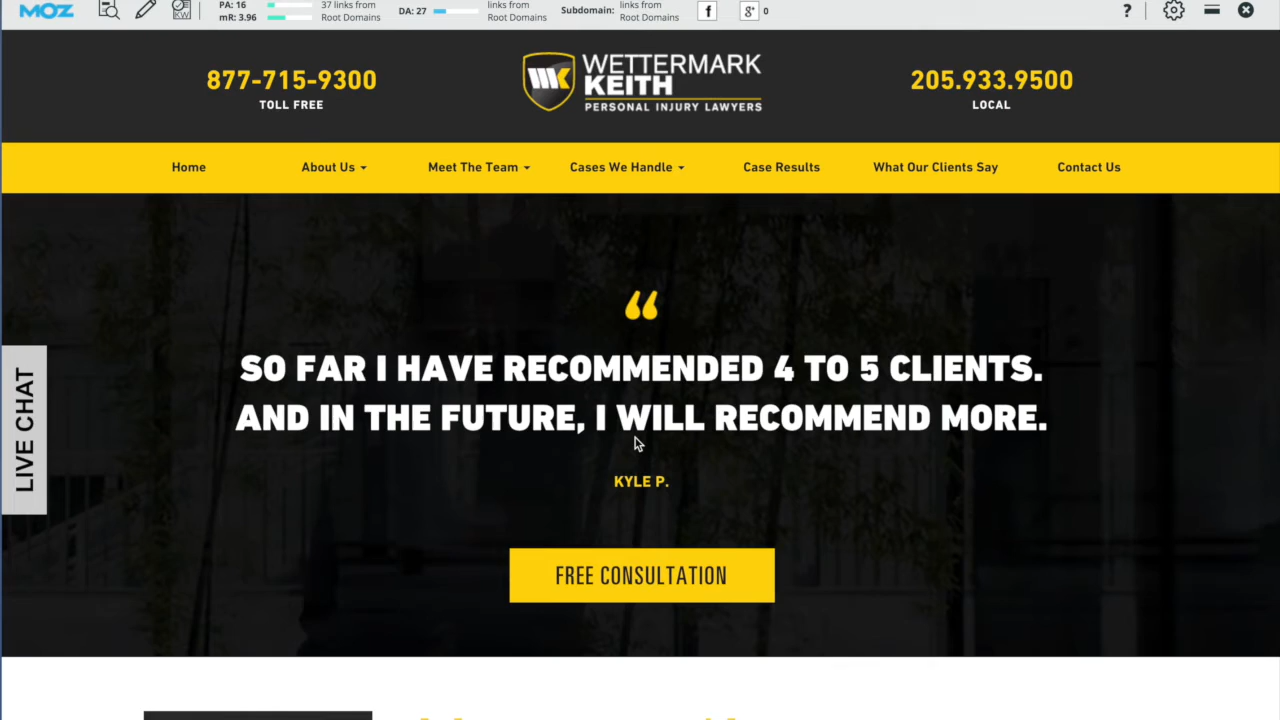 MOZ
KW
PA: 16
mR: 3.96
37 links from
Root Domains
DA: 27
links from
Root Domains
Subdomain:
links from
Root Domains
f
g+
0
?
877-715-9300
TOLL FREE
WETTERMARK
KEITH
PERSONAL INJURY LAWYERS
205.933.9500
LOCAL
Home
About Us
Meet The Team
Cases We Handle
Case Results
What Our Clients Say
Contact Us
“
SO FAR I HAVE RECOMMENDED 4 TO 5 CLIENTS.
AND IN THE FUTURE, I WILL RECOMMEND MORE.
KYLE P.
LIVE CHAT
FREE CONSULTATION